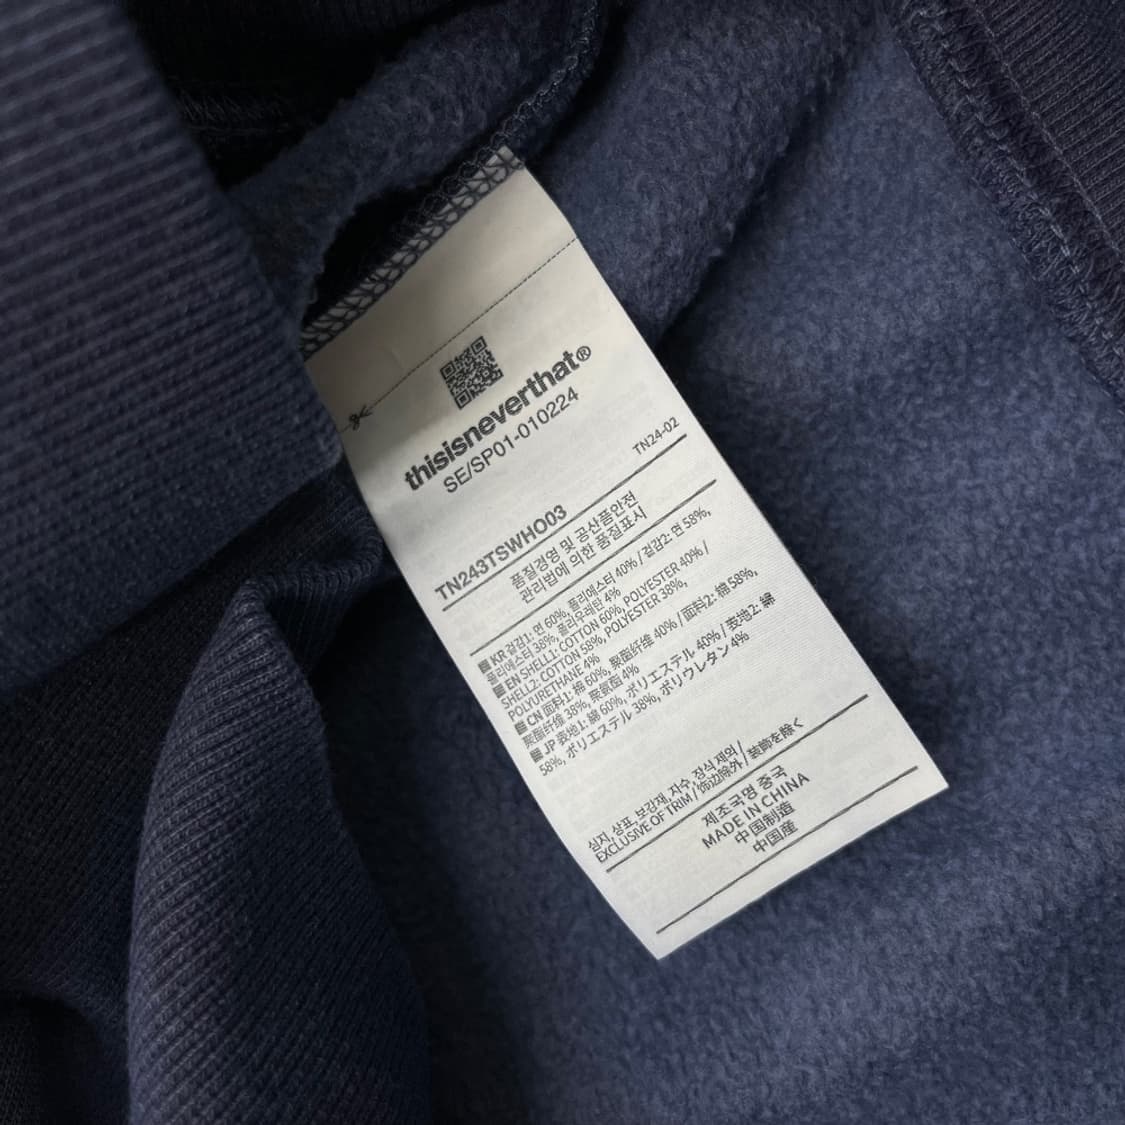 thisisneverthat®
SE/SP01-010224
TN24-02
TN243TSWHO03
품질경영 및 공산품안전
관리법에 의한 품질표시
■ KR 겉감1: 면 60%, 폴리에스터 40% / 겉감2: 면 58%,
폴리에스터 38%, 폴리우레탄 4%
■ EN SHELL1: COTTON 60%, POLYESTER 40% /
SHELL2: COTTON 58%, POLYESTER 38%,
POLYURETHANE 4%
■ CN 面料1: 棉 60%, 聚酯纤维 40% / 面料2: 棉 58%,
聚酯纤维 38%, 聚氨酯 4%
■ JP 表地1: 綿 60%, ポリエステル 40% / 表地2: 綿
58%, ポリエステル 38%, ポリウレタン 4%
심지, 상표, 보강재, 자수, 장식 제외 /
EXCLUSIVE OF TRIM / 饰边除外 / 装飾を除く
제조국명 중국
MADE IN CHINA
中国制造
中国産